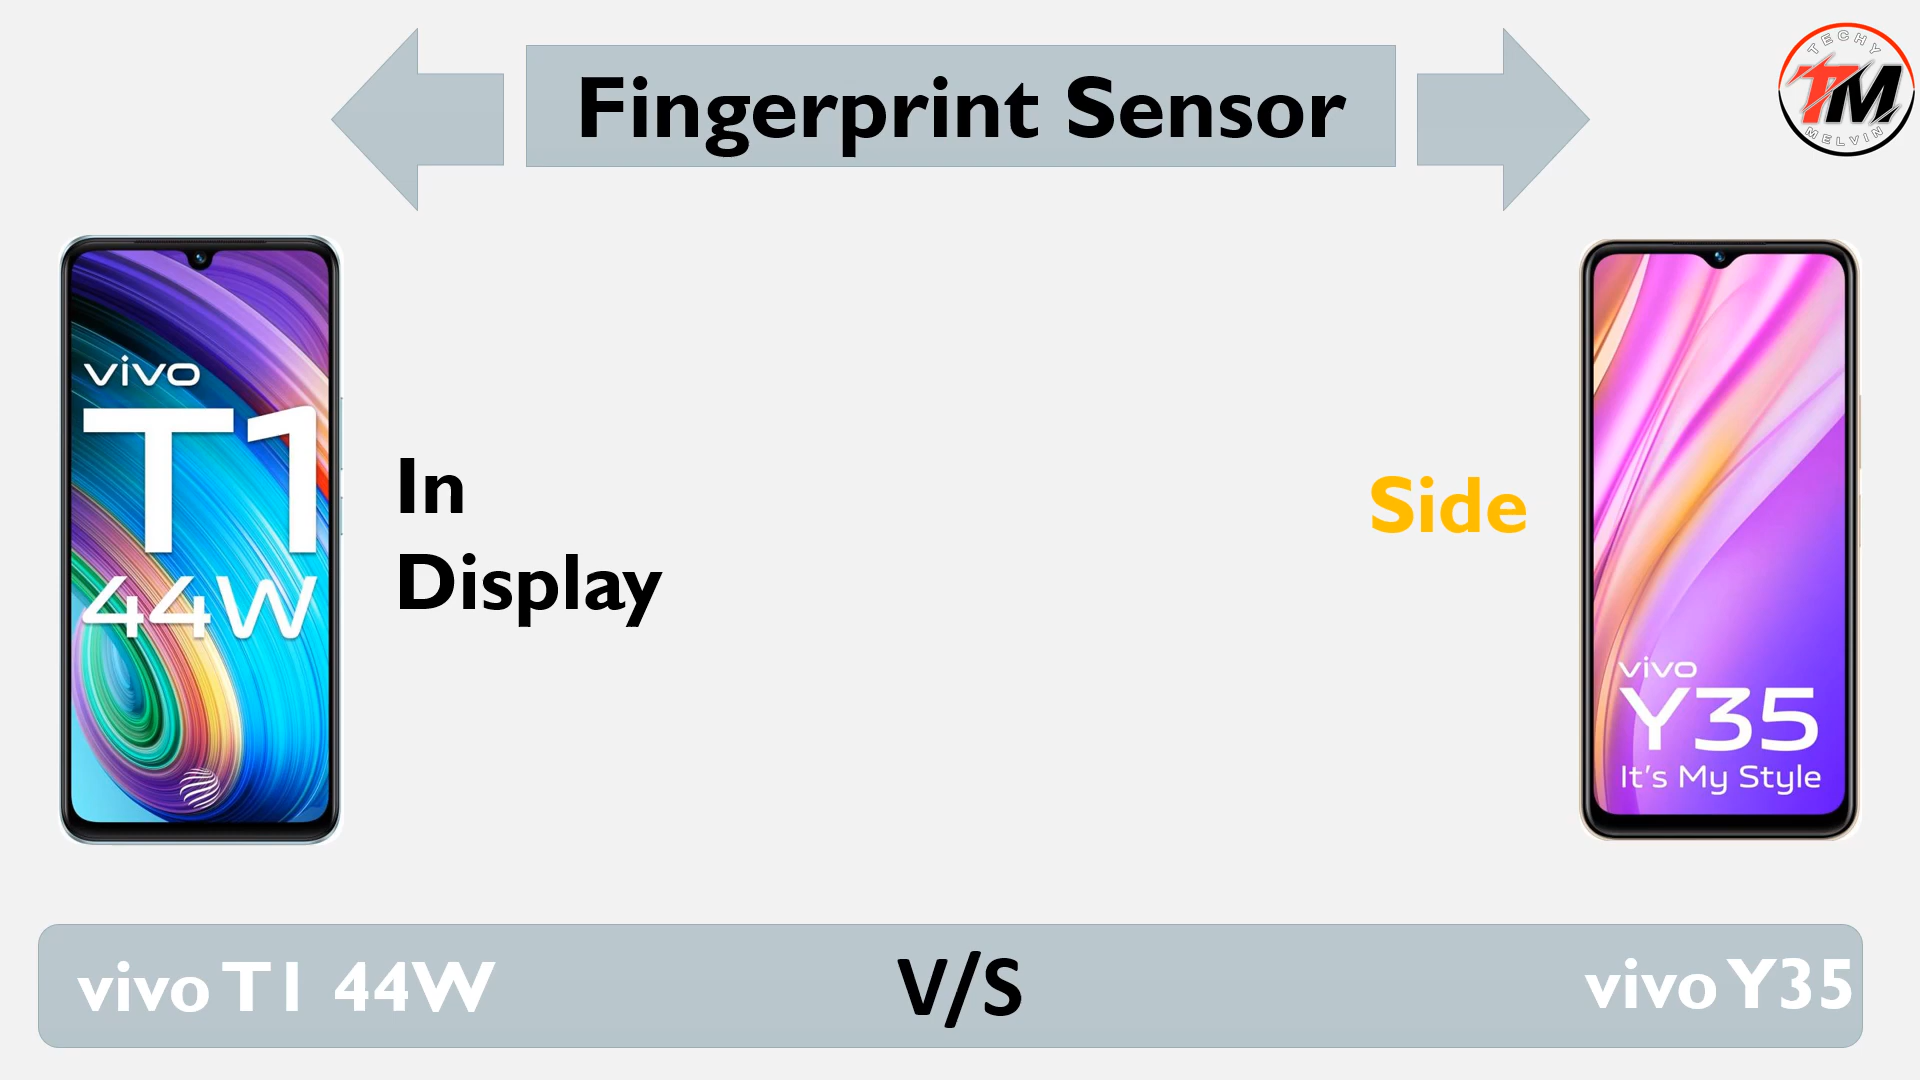 Fingerprint Sensor
TECHY
TM
MELVIN
vivo
T1
44W
In
Display
Side
vivo
Y35
It's My Style
vivo T1 44W
V/S
vivo Y35